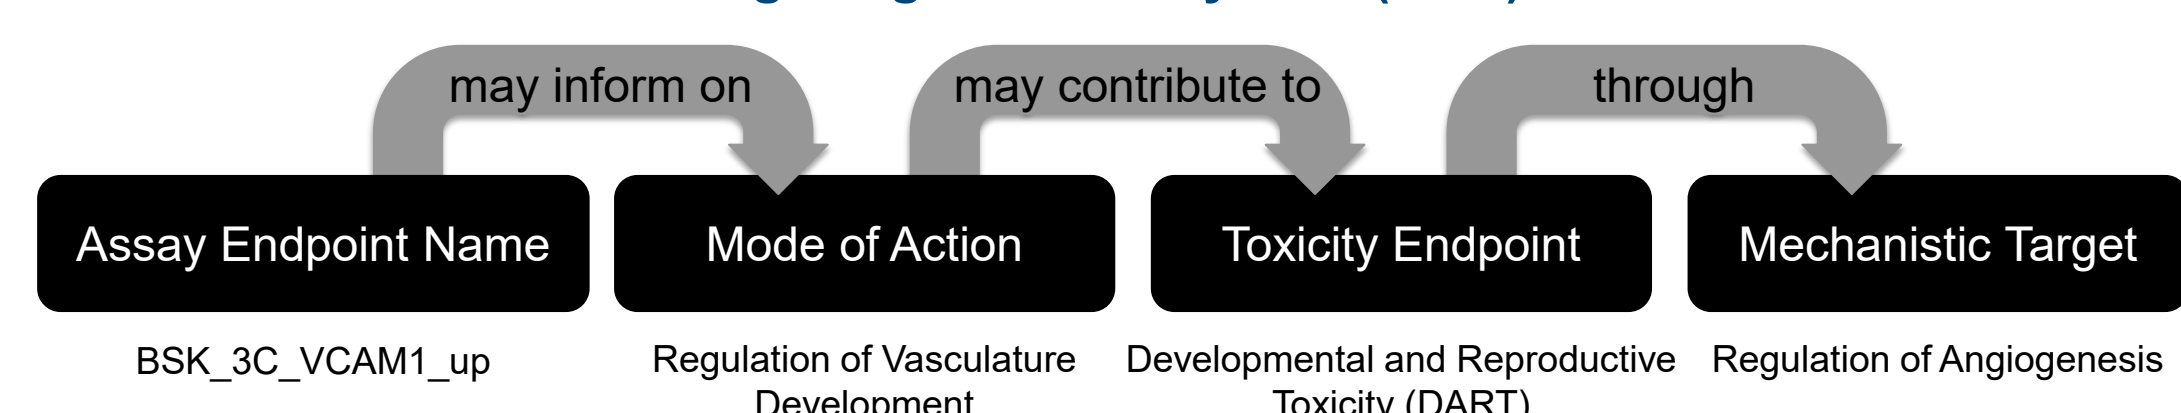 may inform on
may contribute to
through
Assay Endpoint Name
Mode of Action
Toxicity Endpoint
Mechanistic Target
BSK_3C_VCAM1_up
Regulation of Vasculature
Development
Developmental and Reproductive
Toxicity (DART)
Regulation of Angiogenesis